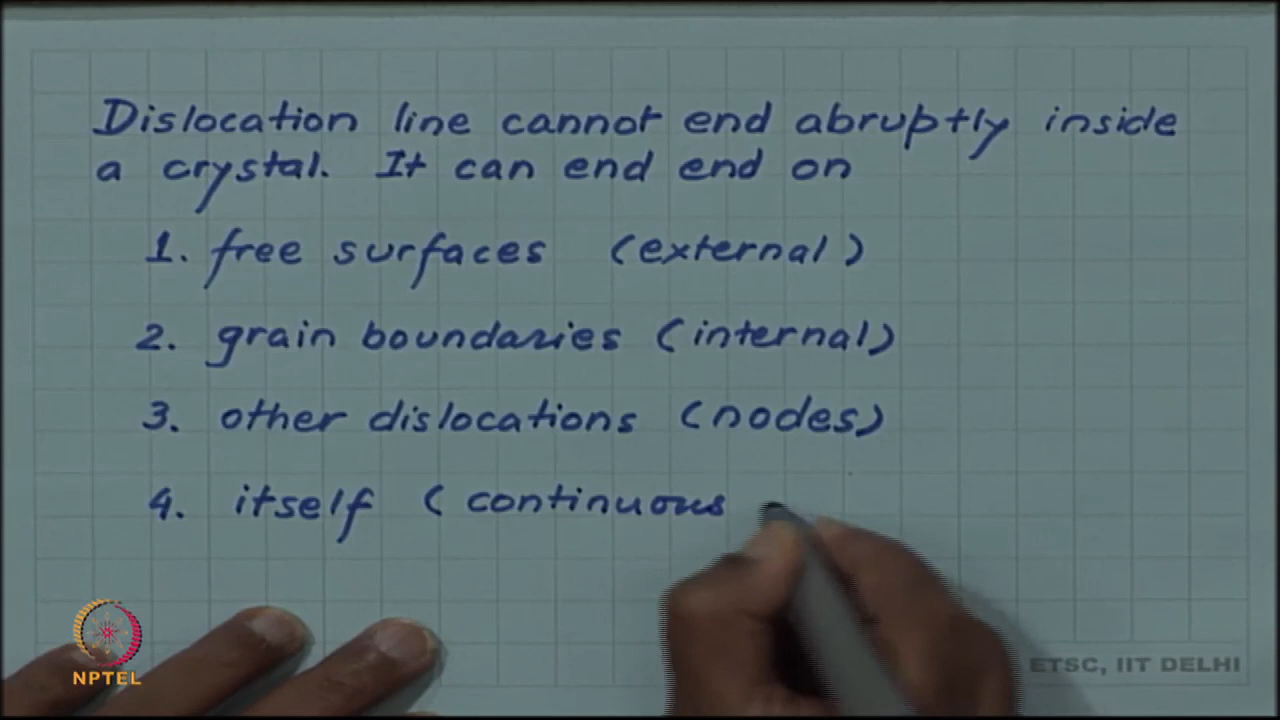 Dislocation line cannot end abruptly inside
a crystal. It can end end on
1. free surfaces (external)
2. grain boundaries (internal)
3. other dislocations (nodes)
4. itself (continuous
NPTEL
ETSC, IIT DELHI